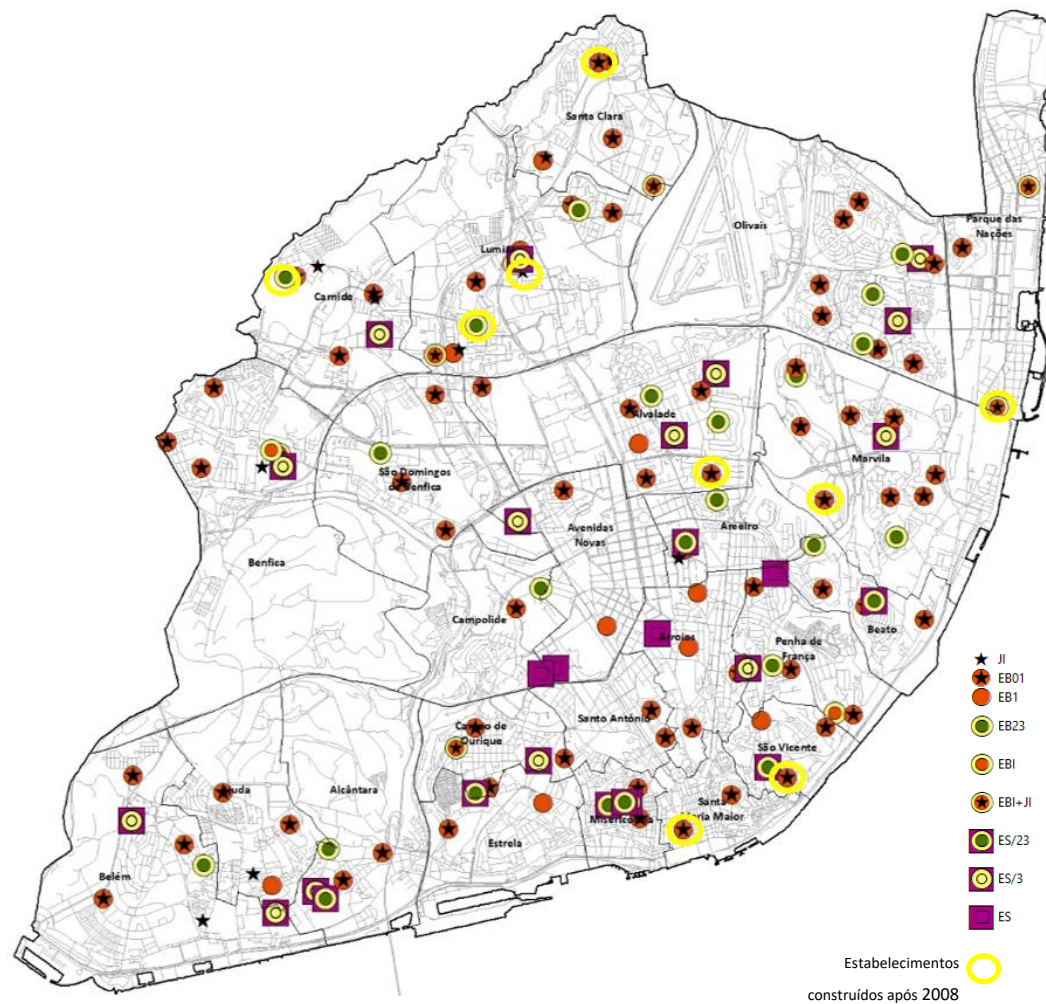 Santa Clara
Olivais
Parque das
Nações
Carnide
Alvalade
Marvila
São Domingos
de Benfica
Avenidas
Novas
Areeiro
Benfica
Campolide
Arroios
Penha de
França
Beato
Santo António
Campo de
Ourique
São Vicente
Ajuda
Alcântara
Santa
Maria Maior
Misericórdia
Estrela
Belém
JI
EB01
EB1
EB23
EBI
EBI+JI
ES/23
ES/3
ES
Estabelecimentos
construídos após 2008